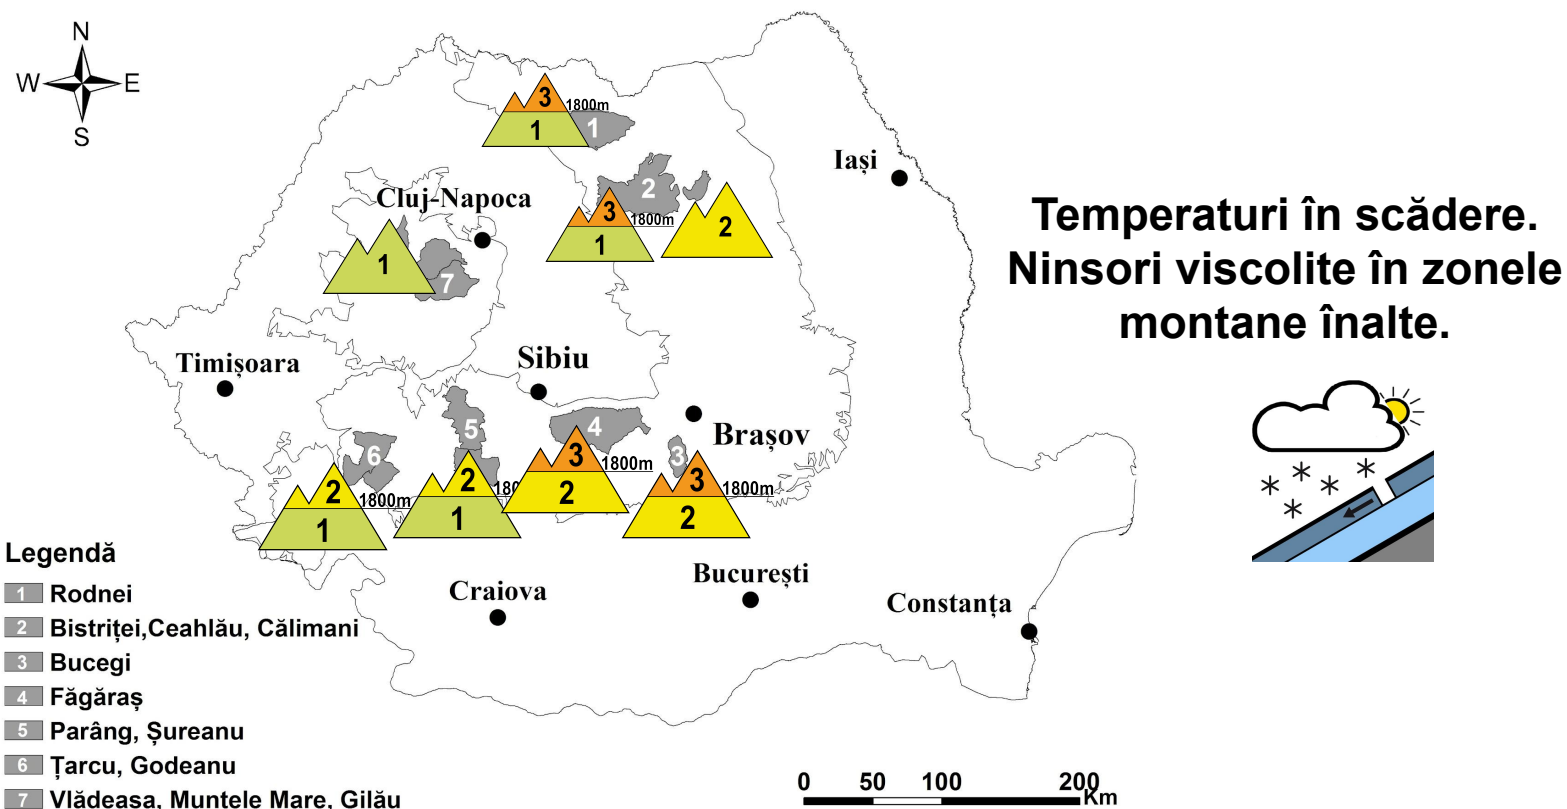 N
W E
S
3
1800m
1
1
Iași
2
Cluj-Napoca
3
1800m
2
1
1
7
Temperaturi în scădere.
Ninsori viscolite în zonele
montane înalte.
Timișoara
Sibiu
5
4
Brașov
6
3
3
1800m
2
2
3
1800m
2
1800m
180
2
1
1
Legendă
București
1 Rodnei
Craiova
Constanța
2 Bistriței,Ceahlău, Călimani
3 Bucegi
4 Făgăraș
5 Parâng, Șureanu
6 Țarcu, Godeanu
7 Vlădeasa, Muntele Mare, Gilău
0 50 100 200
Km